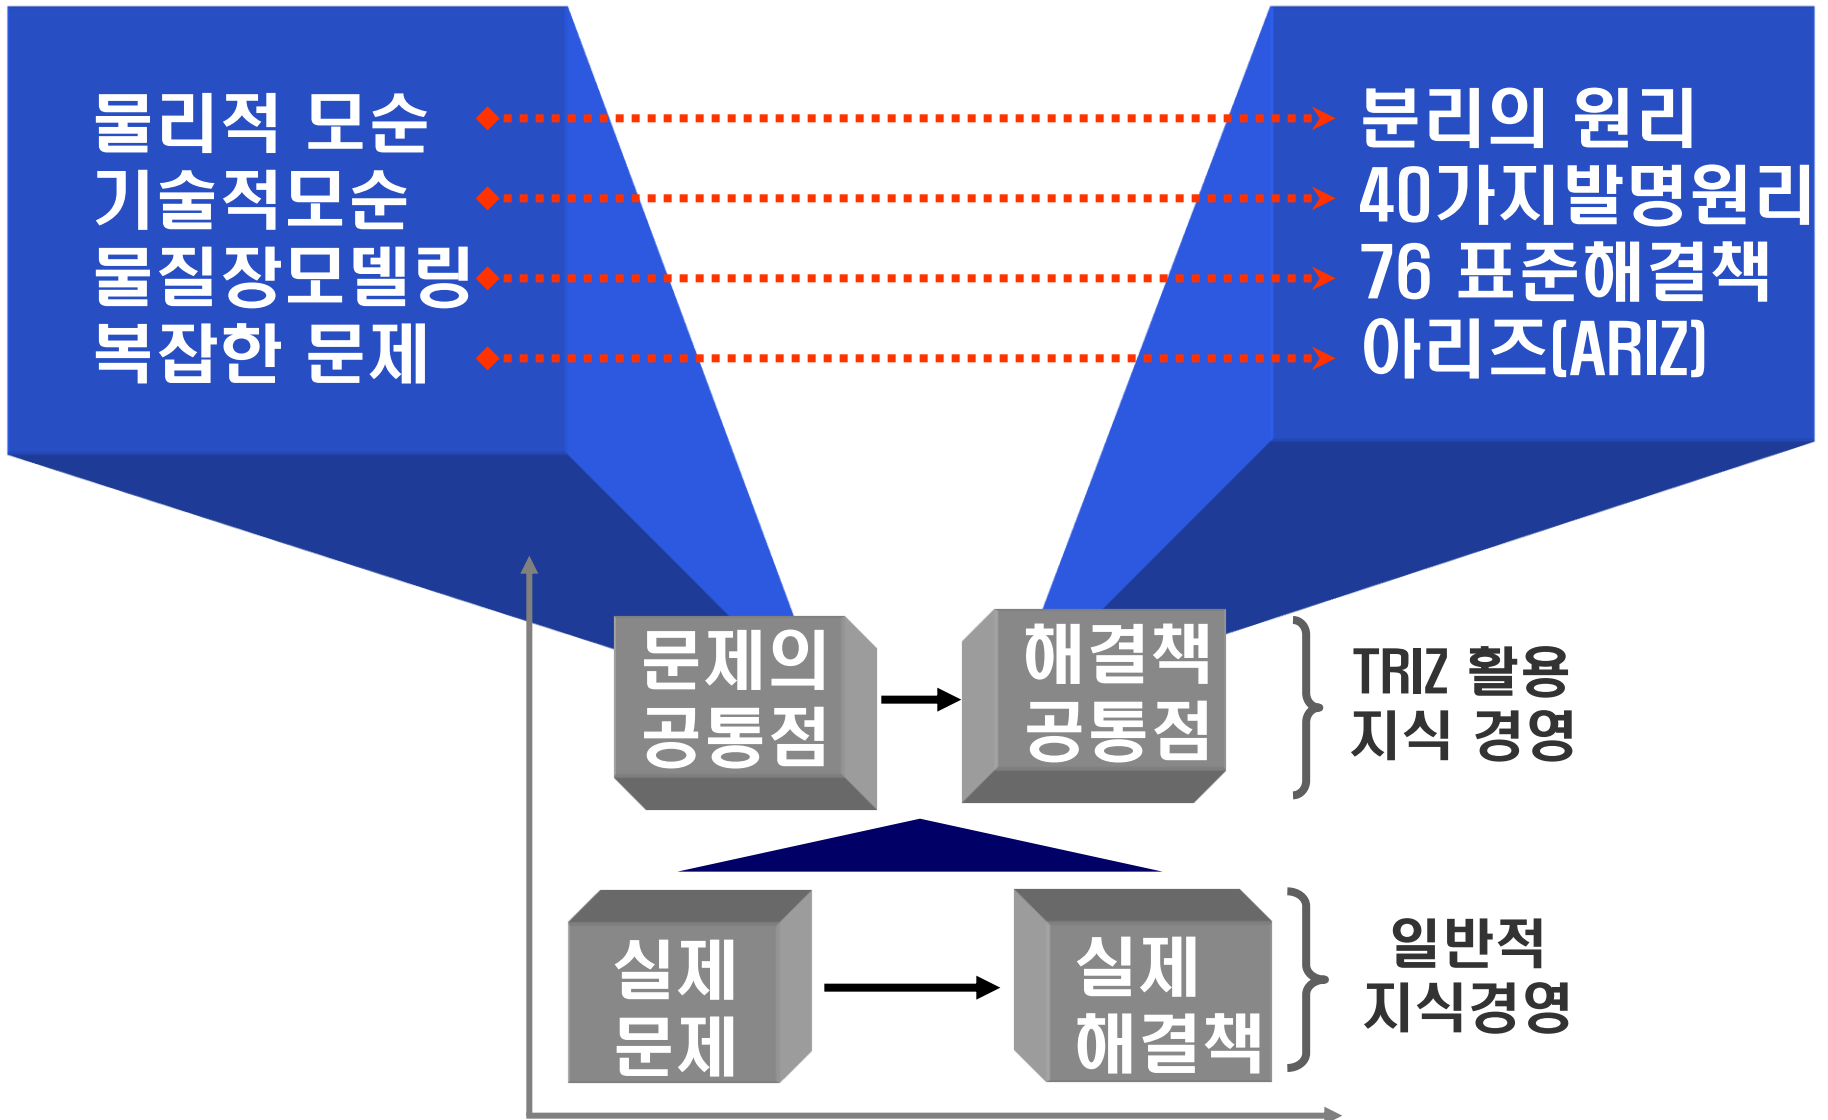 물리적 모순
기술적모순
물질장모델링
복잡한 문제
분리의 원리
40가지발명원리
76 표준해결책
아리즈(ARIZ)
문제의
공통점
해결책
공통점
TRIZ 활용
지식 경영
실제
문제
실제
해결책
일반적
지식경영